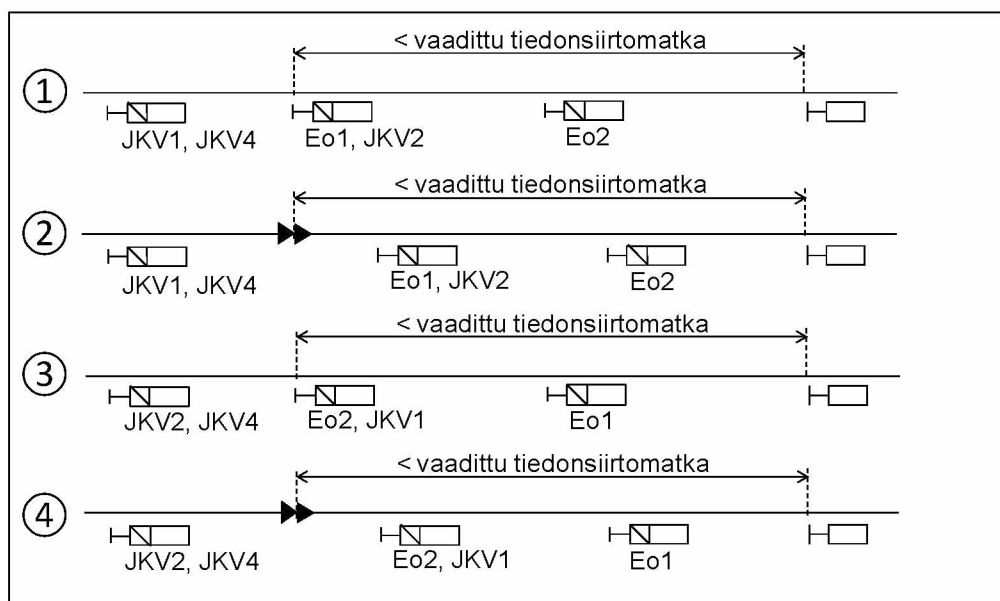 < vaadittu tiedonsiirtomatka
1
JKV1, JKV4 Eo1, JKV2 Eo2
< vaadittu tiedonsiirtomatka
2
JKV1, JKV4 Eo1, JKV2 Eo2
< vaadittu tiedonsiirtomatka
3
JKV2, JKV4 Eo2, JKV1 Eo1
< vaadittu tiedonsiirtomatka
4
JKV2, JKV4 Eo2, JKV1 Eo1